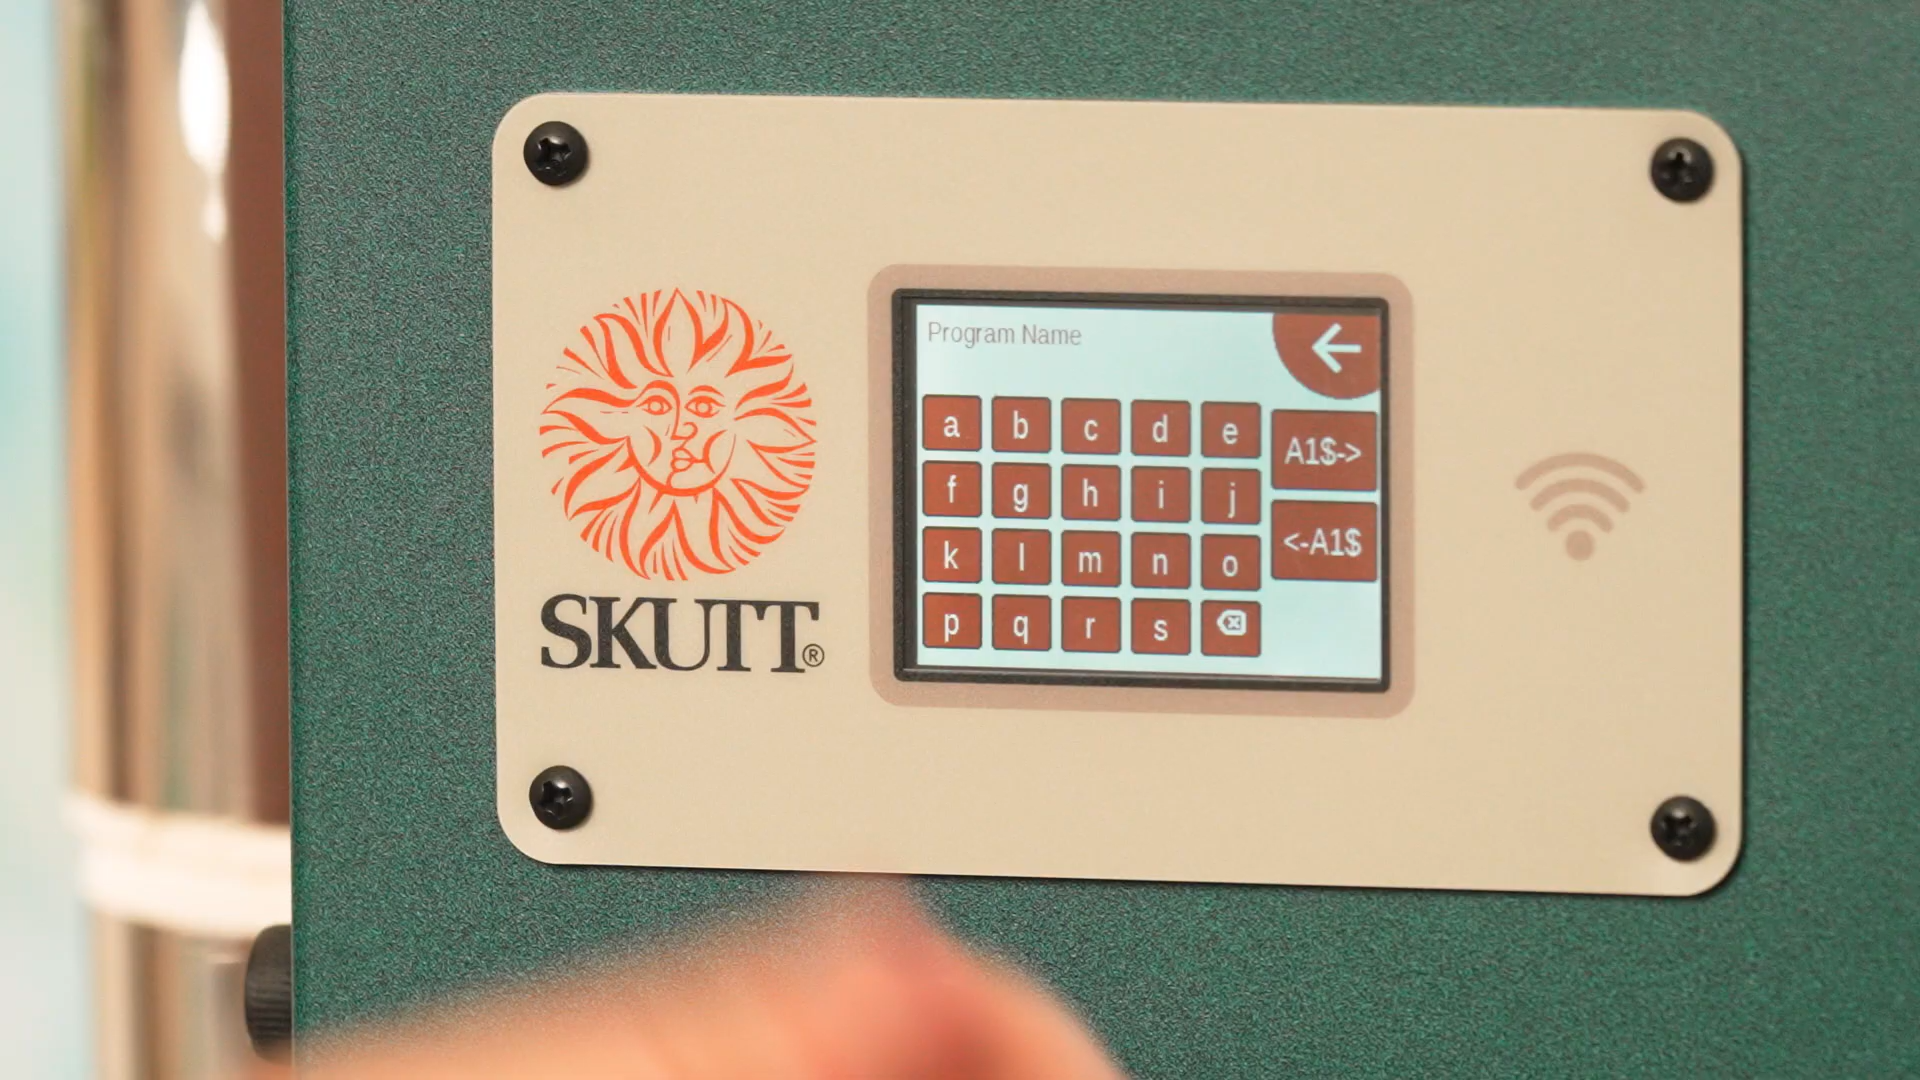 SKUTT®
Program Name
a b c d e A1$->
f g h i j
<-A1$
k l m n o
p q r s